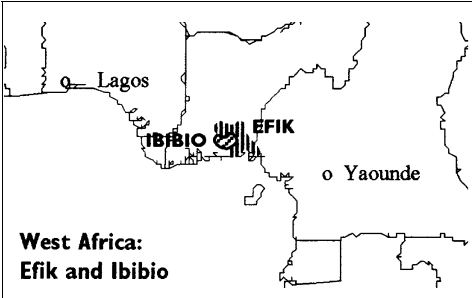 Lagos
EFIK
IBIBIO
Yaounde
West Africa:
Efik and Ibibio